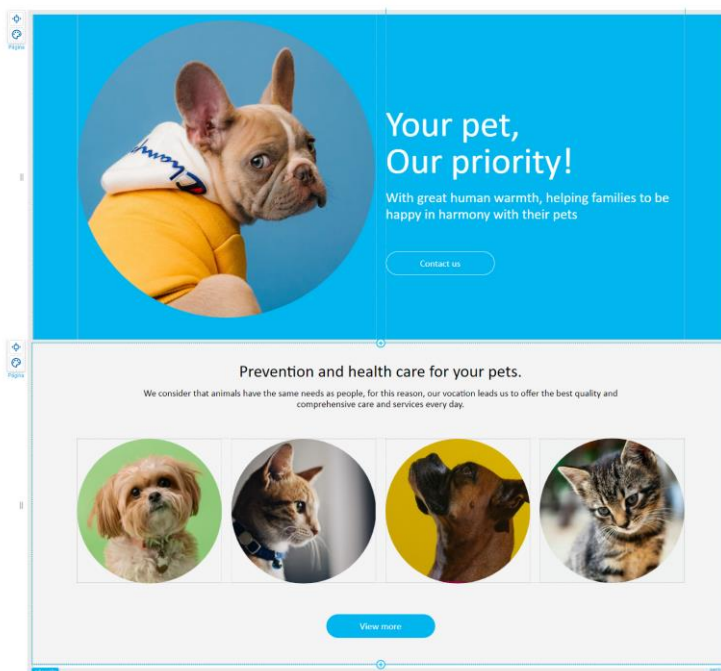 Página
Champ
Your pet,
Our priority!
With great human warmth, helping families to be
happy in harmony with their pets
Contact us
Página
Prevention and health care for your pets.
We consider that animals have the same needs as people, for this reason, our vocation leads us to offer the best quality and
comprehensive care and services every day.
View more